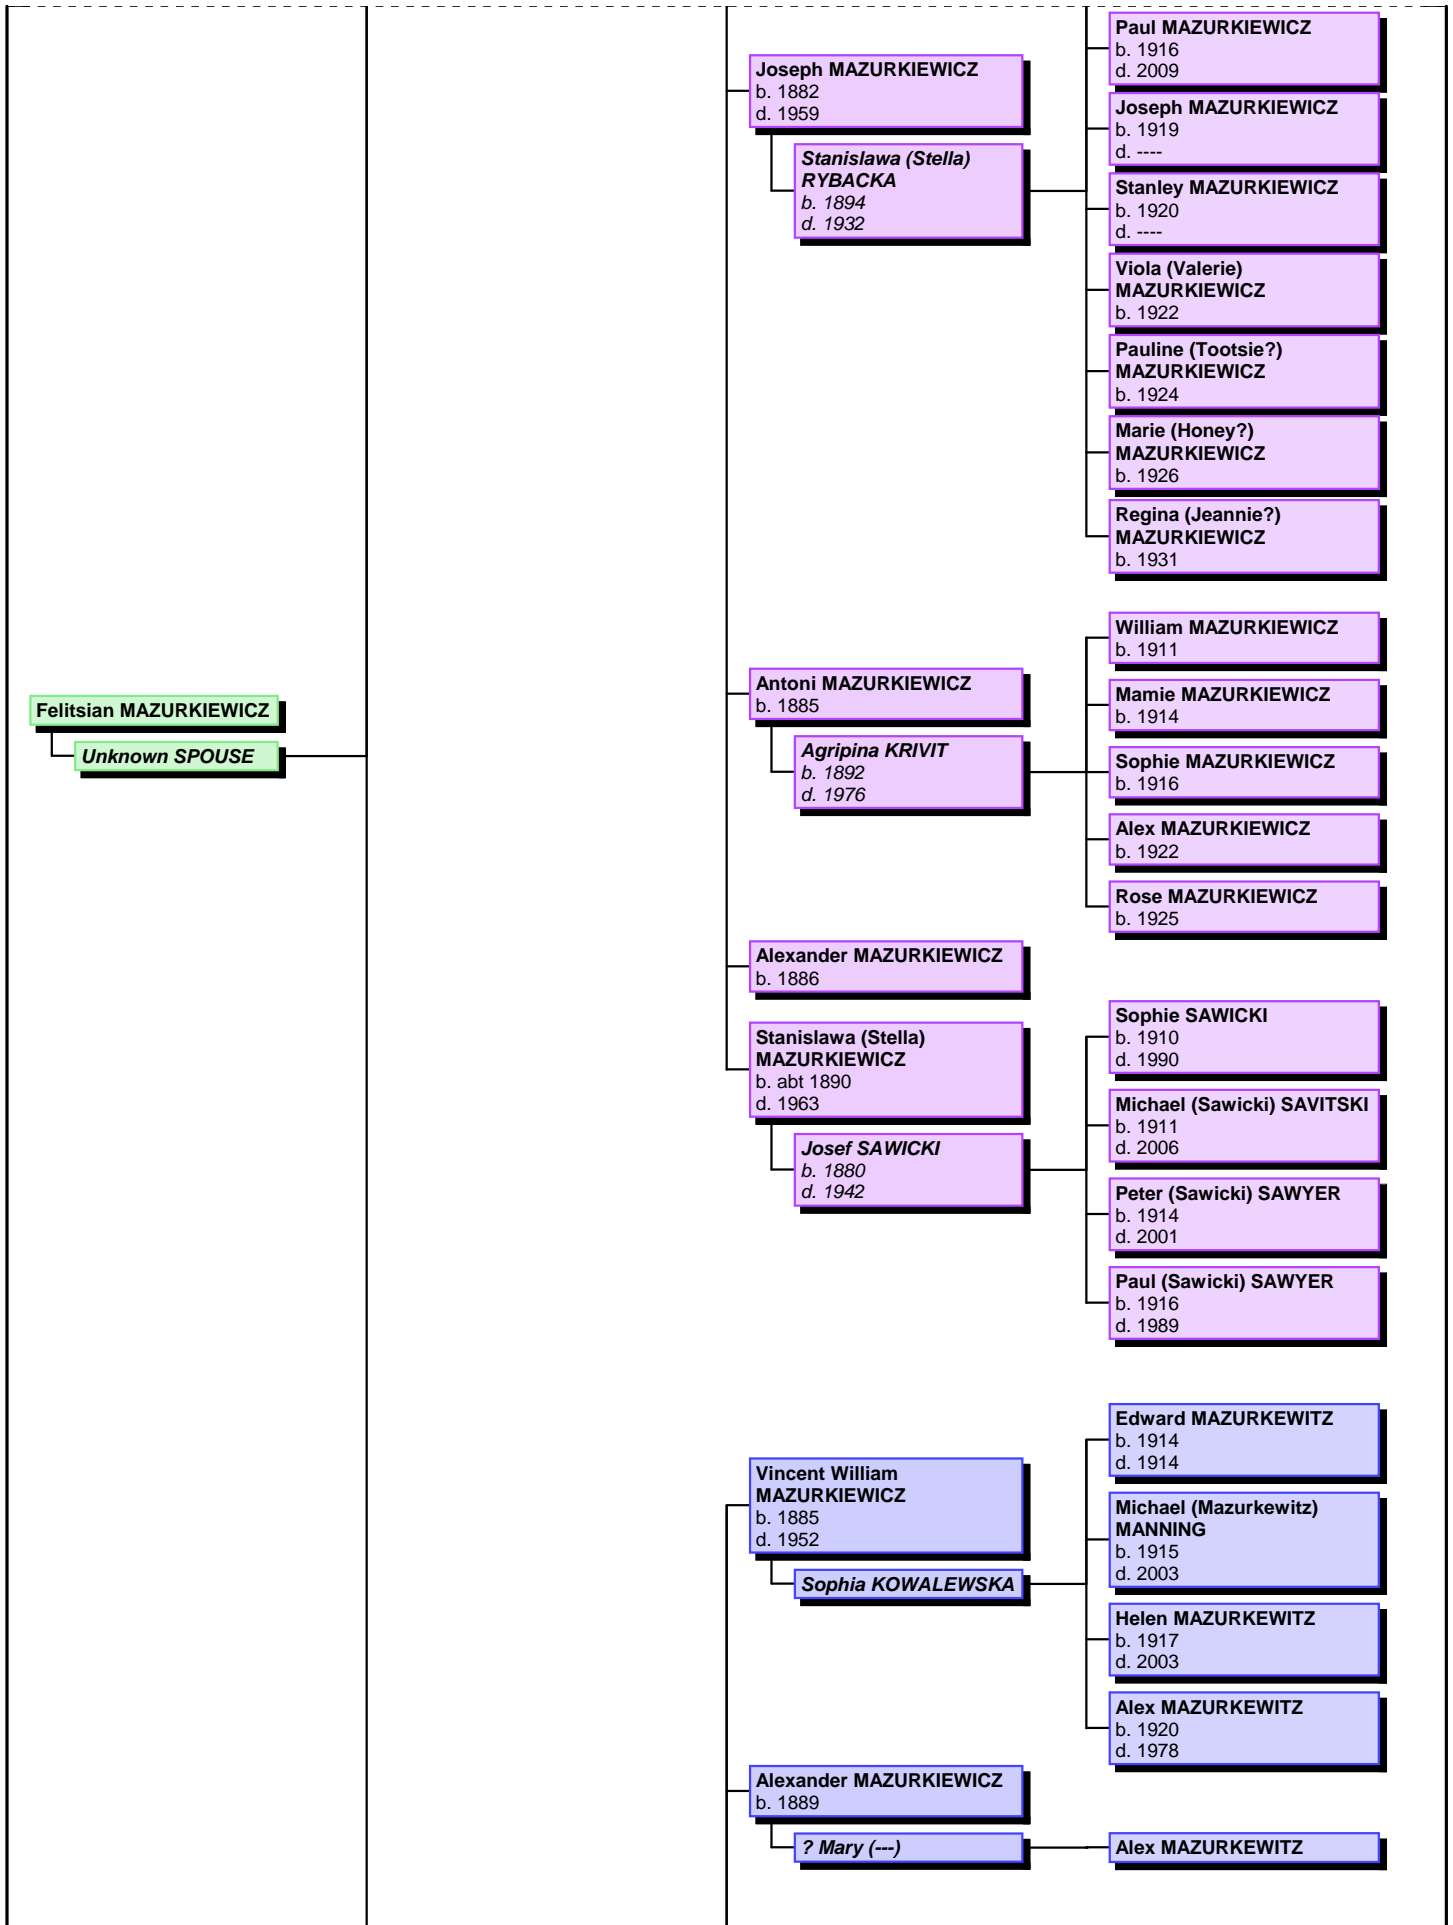 Felitsian MAZURKIEWICZ
Unknown SPOUSE
Joseph MAZURKIEWICZ
b. 1882
d. 1959
Stanislawa (Stella)
RYBACKA
b. 1894
d. 1932
Paul MAZURKIEWICZ
b. 1916
d. 2009
Joseph MAZURKIEWICZ
b. 1919
d. ----
Stanley MAZURKIEWICZ
b. 1920
d. ----
Viola (Valerie)
MAZURKIEWICZ
b. 1922
Pauline (Tootsie?)
MAZURKIEWICZ
b. 1924
Marie (Honey?)
MAZURKIEWICZ
b. 1926
Regina (Jeannie?)
MAZURKIEWICZ
b. 1931
Antoni MAZURKIEWICZ
b. 1885
Agripina KRIVIT
b. 1892
d. 1976
William MAZURKIEWICZ
b. 1911
Mamie MAZURKIEWICZ
b. 1914
Sophie MAZURKIEWICZ
b. 1916
Alex MAZURKIEWICZ
b. 1922
Rose MAZURKIEWICZ
b. 1925
Alexander MAZURKIEWICZ
b. 1886
Stanislawa (Stella)
MAZURKIEWICZ
b. abt 1890
d. 1963
Josef SAWICKI
b. 1880
d. 1942
Sophie SAWICKI
b. 1910
d. 1990
Michael (Sawicki) SAVITSKI
b. 1911
d. 2006
Peter (Sawicki) SAWYER
b. 1914
d. 2001
Paul (Sawicki) SAWYER
b. 1916
d. 1989
Vincent William
MAZURKIEWICZ
b. 1885
d. 1952
Sophia KOWALEWSKA
Edward MAZURKEWITZ
b. 1914
d. 1914
Michael (Mazurkewitz)
MANNING
b. 1915
d. 2003
Helen MAZURKEWITZ
b. 1917
d. 2003
Alex MAZURKEWITZ
b. 1920
d. 1978
Alexander MAZURKIEWICZ
b. 1889
? Mary (---)
Alex MAZURKEWITZ